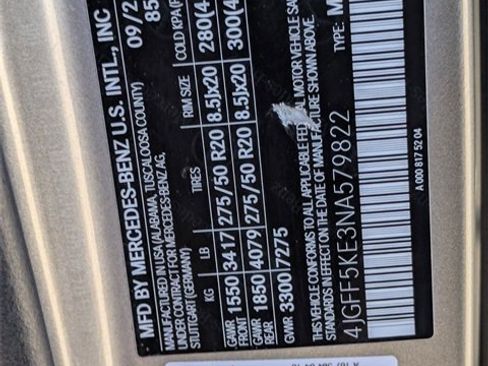 MFD BY MERCEDES-BENZ U.S. INTL., INC
09/2
MANUFACTURED IN USA (ALABAMA, TUSCALOOSA COUNTY)
85
UNDER CONTRACT FOR MERCEDES-BENZ AG,
STUTTGART (GERMANY)
KG LB TIRES RIM SIZE COLD KPA
GAWR FRONT 1550 3417 275/50 R20 8.5Jx20 280(4
GAWR REAR 1850 4079 275/50 R20 8.5Jx20 300(4
GVWR 3300 7275
THIS VEHICLE CONFORMS TO ALL APPLICABLE FEDERAL MOTOR VEHICLE SA
STANDARDS IN EFFECT ON THE DATE OF MANUFACTURE SHOWN ABOVE.
4JGFF5KE3NA579822
TYPE: M
A 000 817 52 04